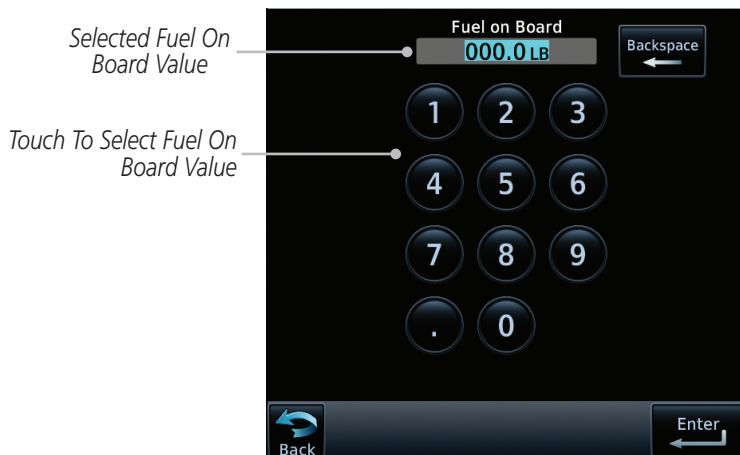 Selected Fuel On
Board Value
Touch To Select Fuel On
Board Value
Fuel on Board
000.0 LB
Backspace
1 2 3
4 5 6
7 8 9
. 0
Back
Enter